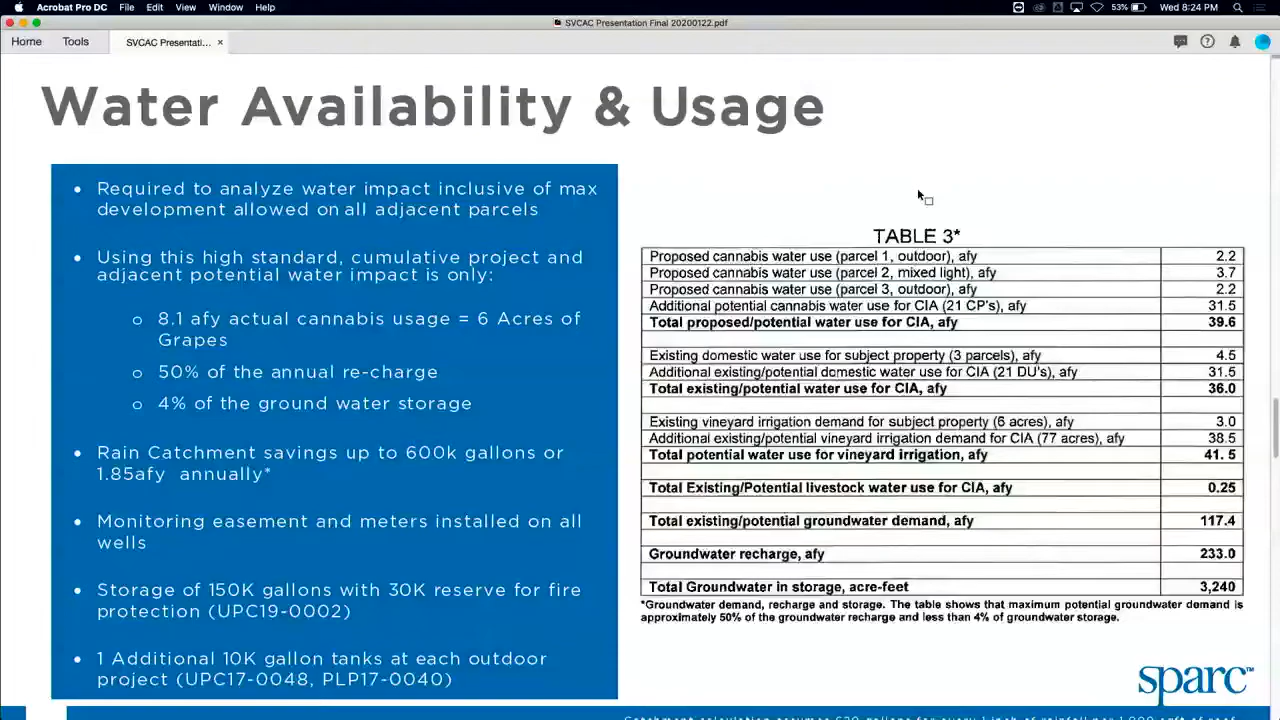 Acrobat Pro DC File Edit View Window Help 53% Wed 8:24 PM
SVCAC Presentation Final 20200122.pdf
Home Tools SVCAC Presentati... ×
Water Availability & Usage
• Required to analyze water impact inclusive of max
development allowed on all adjacent parcels
• Using this high standard, cumulative project and
adjacent potential water impact is only:
o 8.1 afy actual cannabis usage = 6 Acres of
Grapes
o 50% of the annual re-charge
o 4% of the ground water storage
• Rain Catchment savings up to 600k gallons or
1.85afy annually*
• Monitoring easement and meters installed on all
wells
• Storage of 150K gallons with 30K reserve for fire
protection (UPC19-0002)
• 1 Additional 10K gallon tanks at each outdoor
project (UPC17-0048, PLP17-0040)
TABLE 3*
Proposed cannabis water use (parcel 1, outdoor), afy 2.2
Proposed cannabis water use (parcel 2, mixed light), afy 3.7
Proposed cannabis water use (parcel 3, outdoor), afy 2.2
Additional potential cannabis water use for CIA (21 CP's), afy 31.5
Total proposed/potential water use for CIA, afy 39.6
Existing domestic water use for subject property (3 parcels), afy 4.5
Additional existing/potential domestic water use for CIA (21 DU's), afy 31.5
Total existing/potential water use for CIA, afy 36.0
Existing vineyard irrigation demand for subject property (6 acres), afy 3.0
Additional existing/potential vineyard irrigation demand for CIA (77 acres), afy 38.5
Total potential water use for vineyard irrigation, afy 41. 5
Total Existing/Potential livestock water use for CIA, afy 0.25
Total existing/potential groundwater demand, afy 117.4
Groundwater recharge, afy 233.0
Total Groundwater in storage, acre-feet 3,240
*Groundwater demand, recharge and storage. The table shows that maximum potential groundwater demand is
approximately 50% of the groundwater recharge and less than 4% of groundwater storage.
sparc™